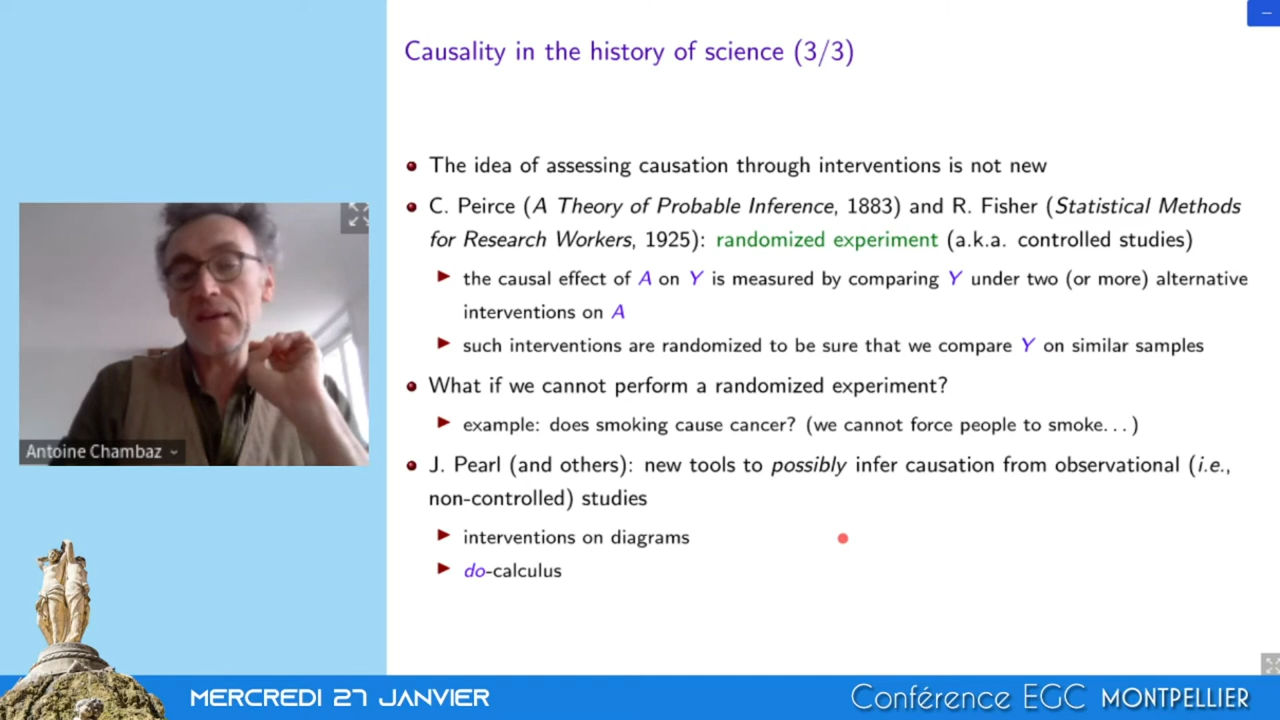 Causality in the history of science (3/3)
The idea of assessing causation through interventions is not new
C. Peirce (A Theory of Probable Inference, 1883) and R. Fisher (Statistical Methods
for Research Workers, 1925): randomized experiment (a.k.a. controlled studies)
the causal effect of A on Y is measured by comparing Y under two (or more) alternative
interventions on A
such interventions are randomized to be sure that we compare Y on similar samples
What if we cannot perform a randomized experiment?
example: does smoking cause cancer? (we cannot force people to smoke...)
J. Pearl (and others): new tools to possibly infer causation from observational (i.e.,
non-controlled) studies
interventions on diagrams
do-calculus
Antoine Chambaz
MERCREDI 27 JANVIER
Conférence EGC MONTPELLIER